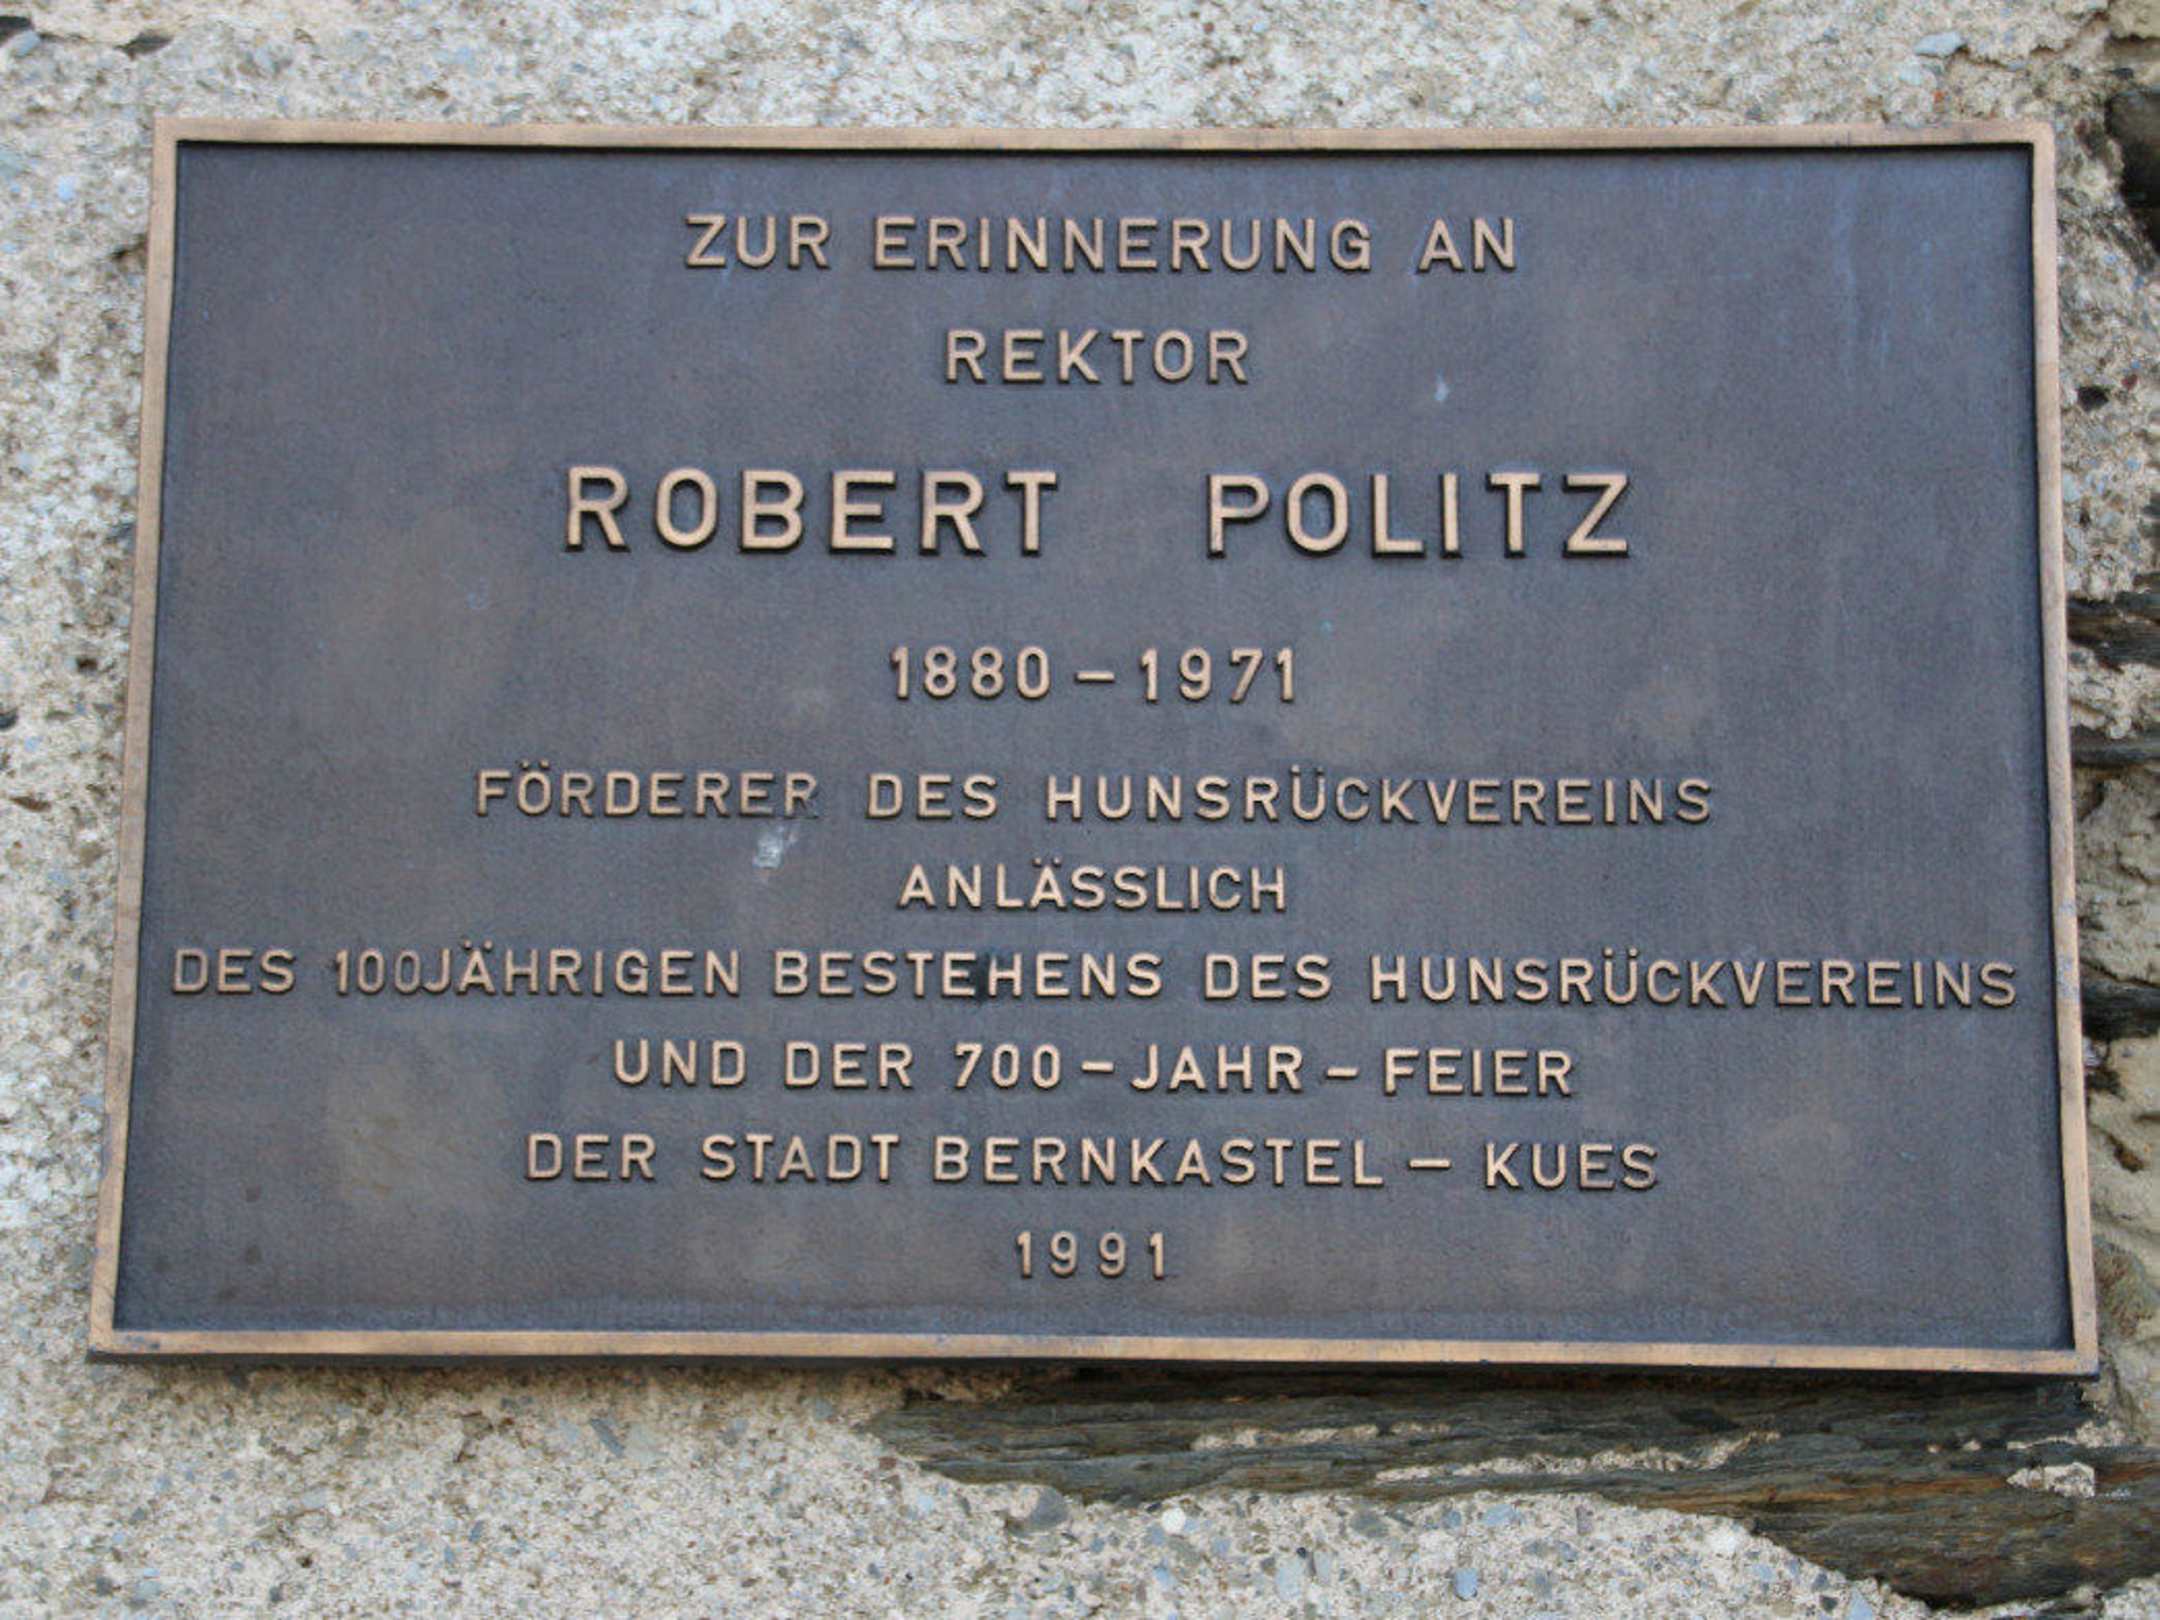 ZUR ERINNERUNG AN
REKTOR
ROBERT POLITZ
1880 – 1971
FÖRDERER DES HUNSRÜCKVEREINS
ANLÄSSLICH
DES 100JÄHRIGEN BESTEHENS DES HUNSRÜCKVEREINS
UND DER 700 – JAHR – FEIER
DER STADT BERNKASTEL – KUES
1991